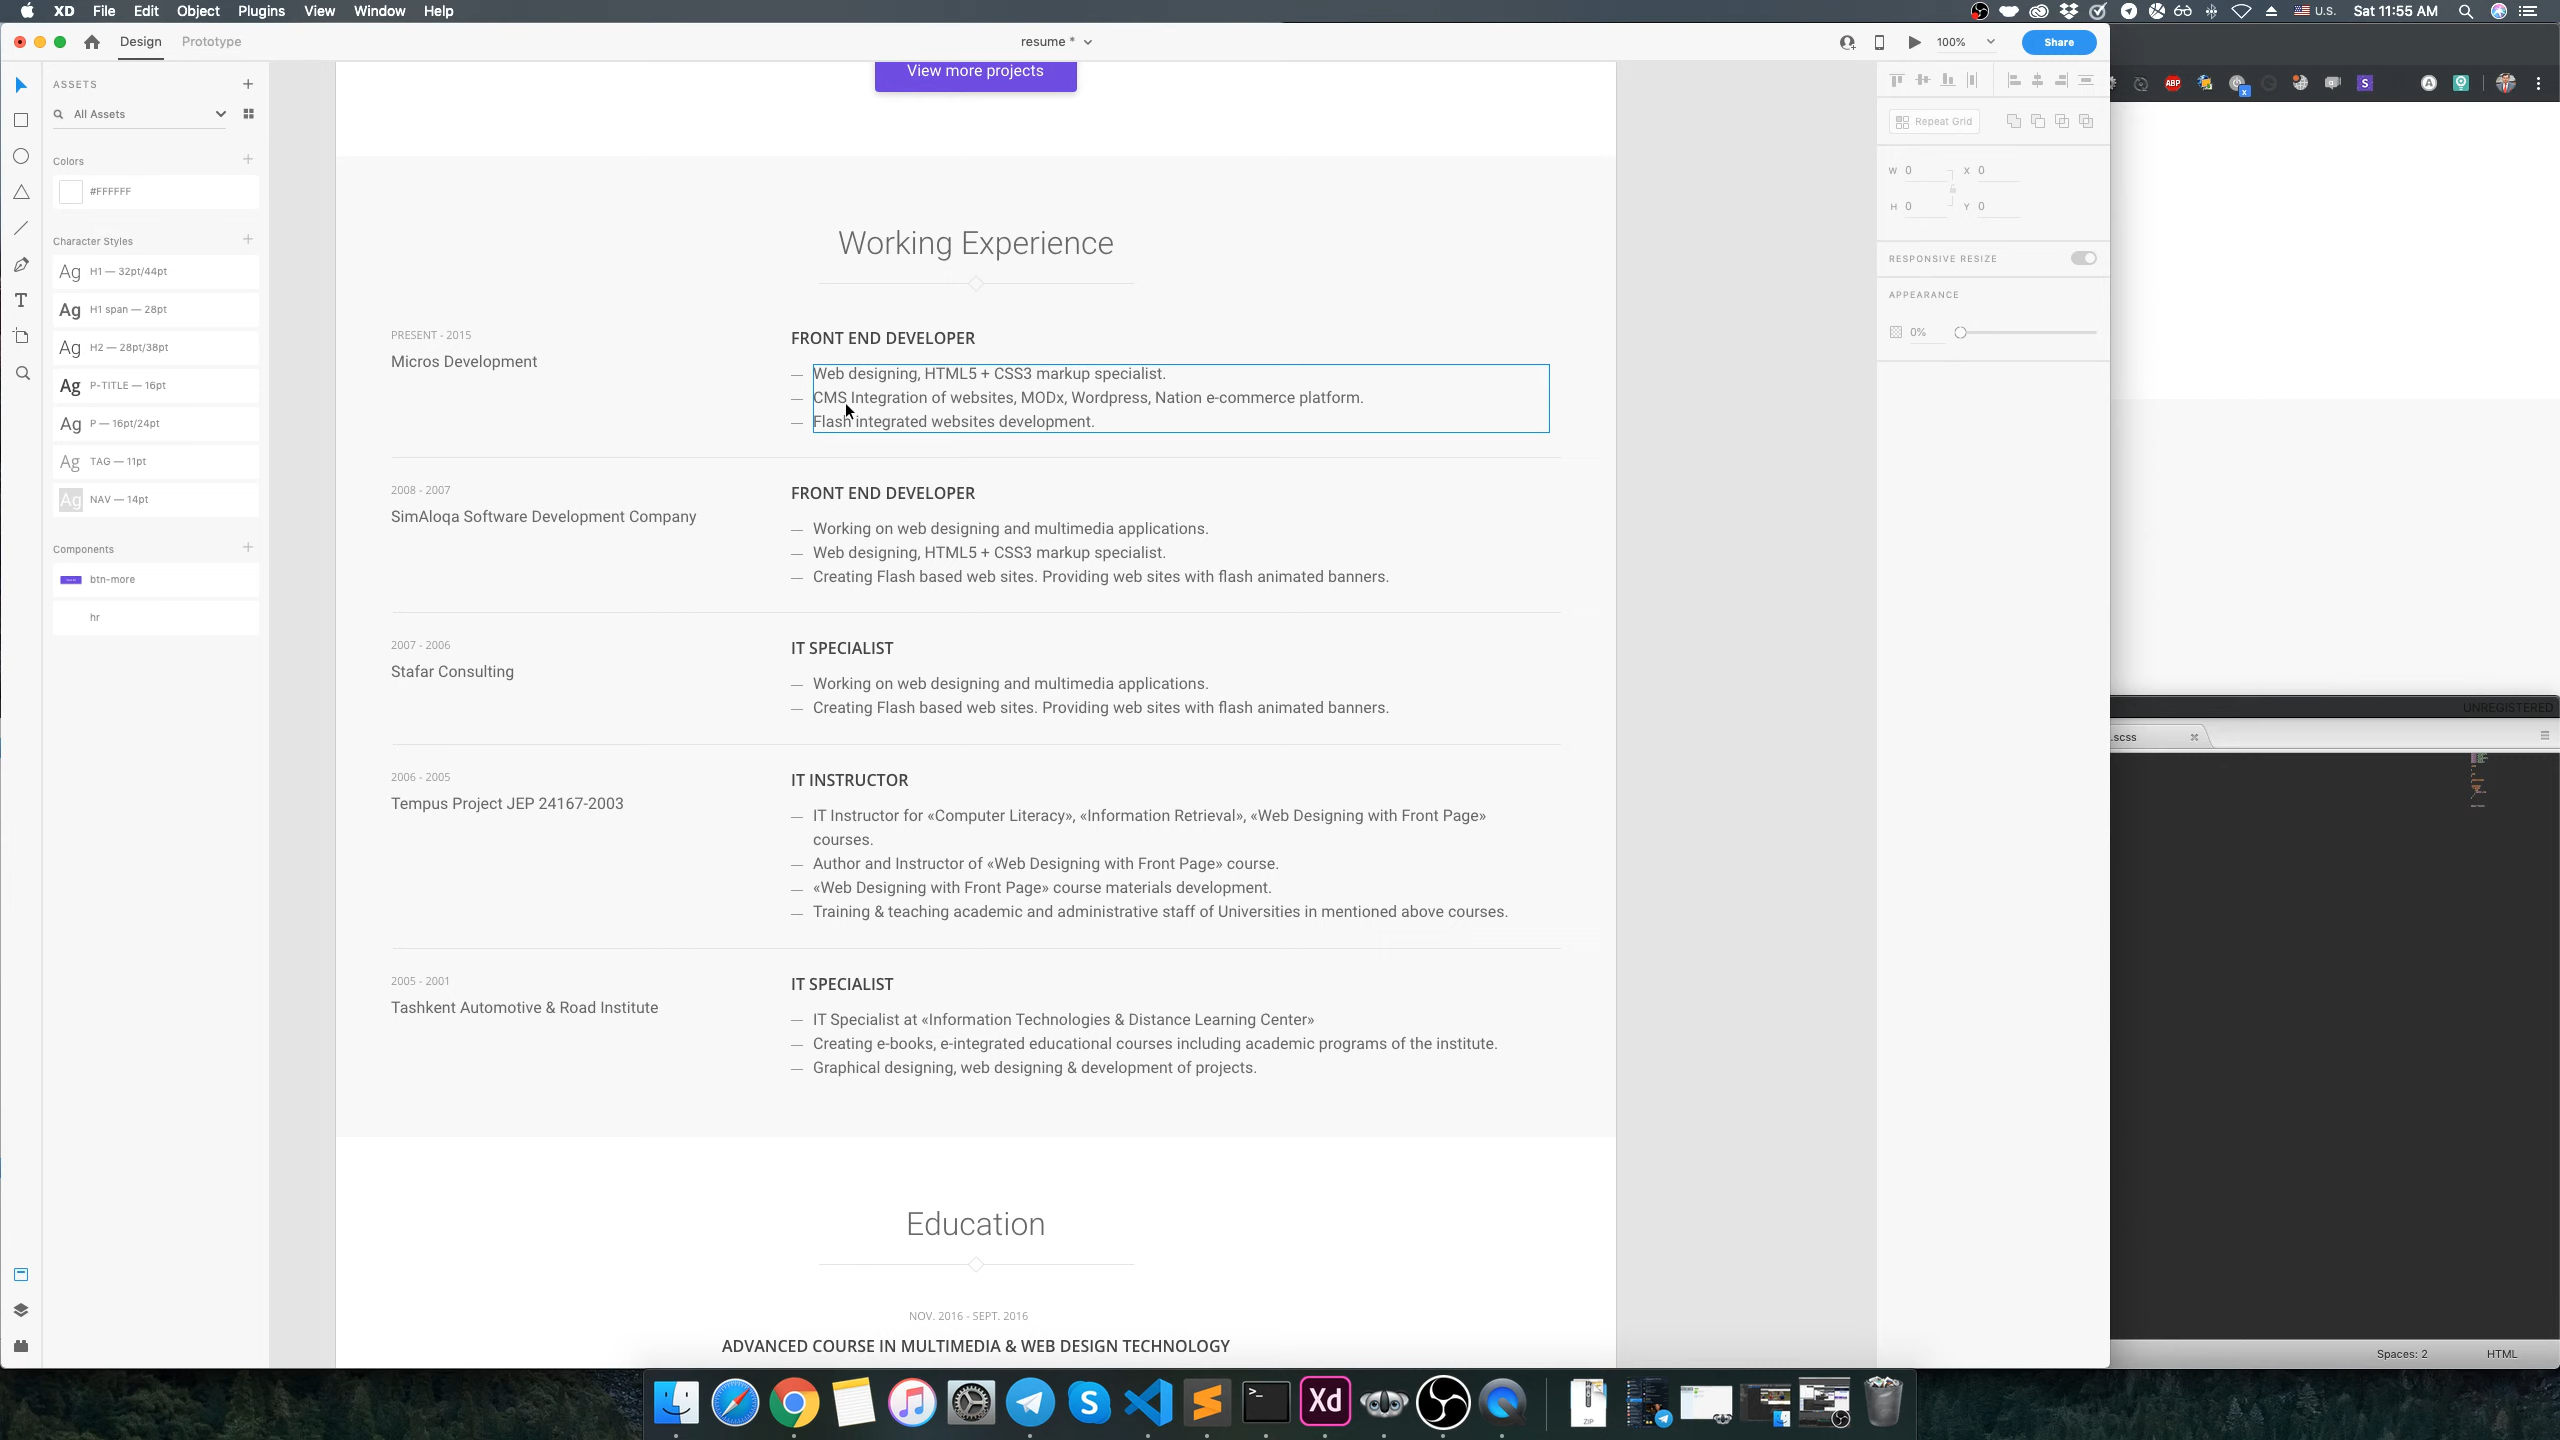 XD File Edit Object Plugins View Window Help
U.S. Sat 11:55 AM
Design Prototype
resume *
100%
Share
ASSETS
All Assets
Colors
#FFFFFF
Character Styles
Ag H1 — 32pt/44pt
Ag H1 span — 28pt
Ag H2 — 28pt/38pt
Ag P-TITLE — 16pt
Ag P — 16pt/24pt
Ag TAG — 11pt
Ag NAV — 14pt
Components
btn-more
hr
View more projects
Working Experience
PRESENT - 2015
Micros Development
FRONT END DEVELOPER
— Web designing, HTML5 + CSS3 markup specialist.
— CMS Integration of websites, MODx, Wordpress, Nation e-commerce platform.
— Flash integrated websites development.
2008 - 2007
SimAloqa Software Development Company
FRONT END DEVELOPER
— Working on web designing and multimedia applications.
— Web designing, HTML5 + CSS3 markup specialist.
— Creating Flash based web sites. Providing web sites with flash animated banners.
2007 - 2006
Stafar Consulting
IT SPECIALIST
— Working on web designing and multimedia applications.
— Creating Flash based web sites. Providing web sites with flash animated banners.
2006 - 2005
Tempus Project JEP 24167-2003
IT INSTRUCTOR
— IT Instructor for «Computer Literacy», «Information Retrieval», «Web Designing with Front Page»
courses.
— Author and Instructor of «Web Designing with Front Page» course.
— «Web Designing with Front Page» course materials development.
— Training & teaching academic and administrative staff of Universities in mentioned above courses.
2005 - 2001
Tashkent Automotive & Road Institute
IT SPECIALIST
— IT Specialist at «Information Technologies & Distance Learning Center»
— Creating e-books, e-integrated educational courses including academic programs of the institute.
— Graphical designing, web designing & development of projects.
Education
NOV. 2016 - SEPT. 2016
ADVANCED COURSE IN MULTIMEDIA & WEB DESIGN TECHNOLOGY
Repeat Grid
W 0 X 0
H 0 Y 0
RESPONSIVE RESIZE
APPEARANCE
0%
ABP
x
S
A
UNREGISTERED
.scss
Spaces: 2 HTML
>_
Xd
ZIP